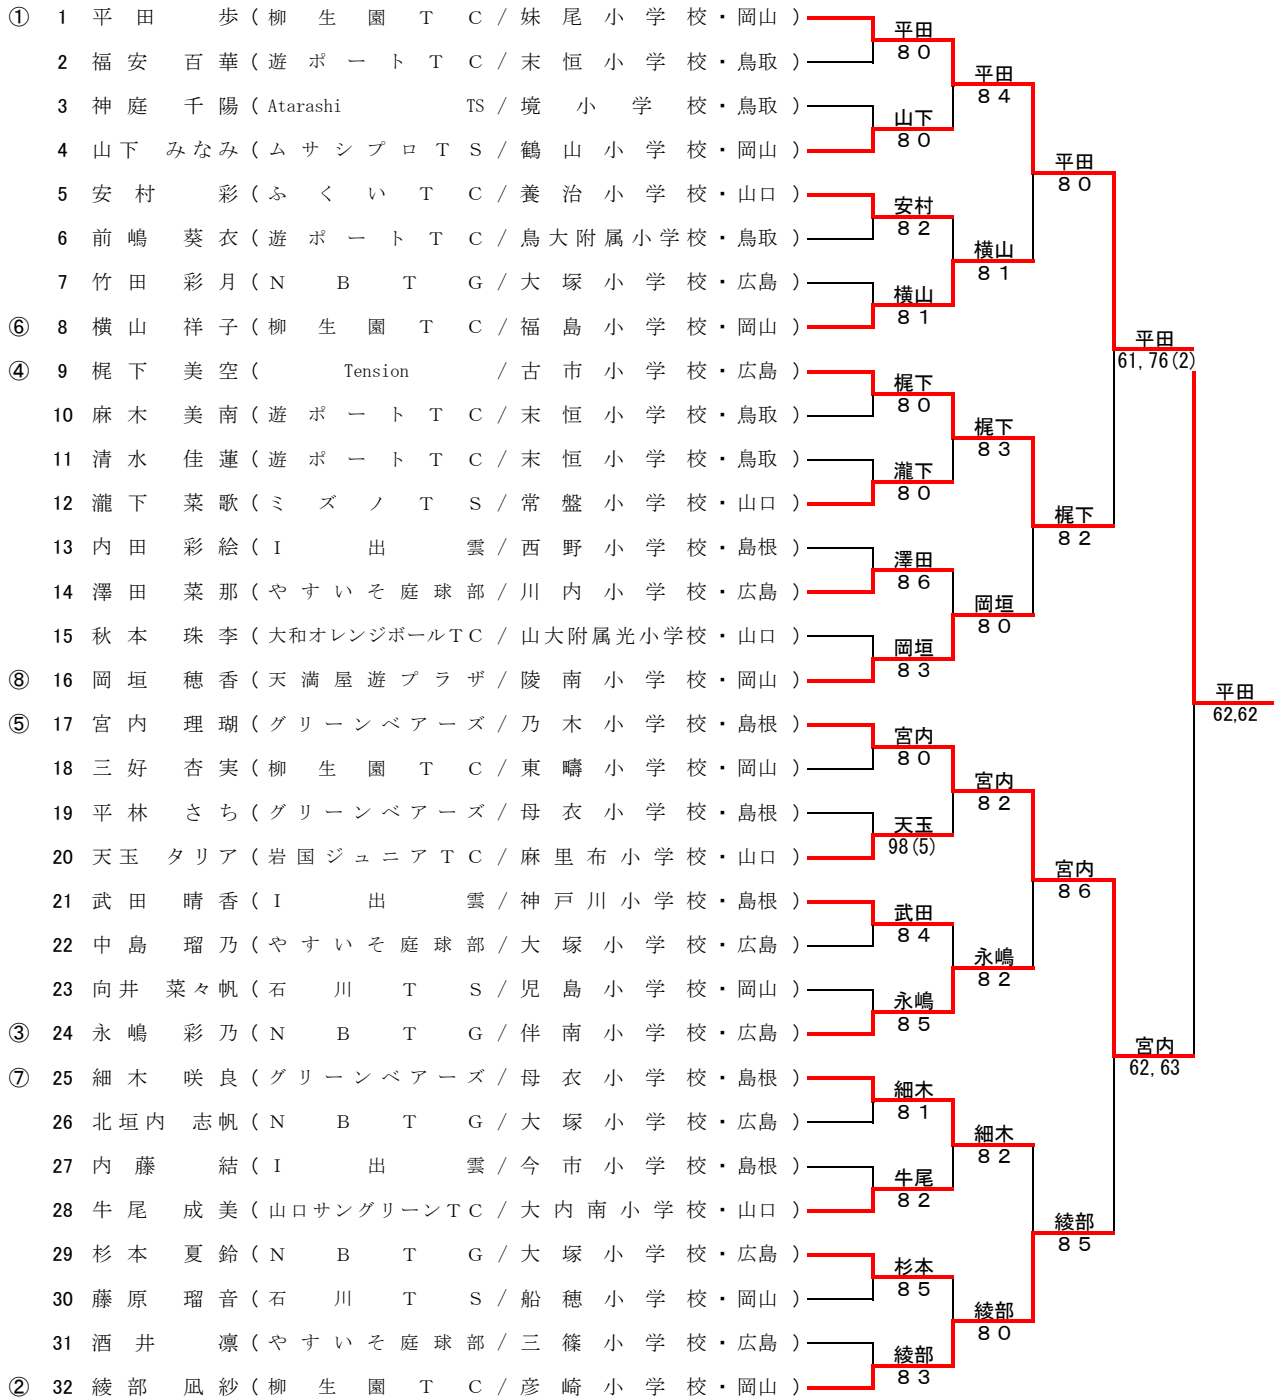 ① 1 平田 歩 (柳生園TC/妹尾小学校・岡山)
2 福安 百華 (遊ポートTC/末恒小学校・鳥取)
3 神庭 千陽 (Atarashi TS/境小学校・鳥取)
4 山下 みなみ (ムサシプロTS/鶴山小学校・岡山)
5 安村 彩 (ふくいTC/養治小学校・山口)
6 前嶋 葵衣 (遊ポートTC/鳥大附属小学校・鳥取)
7 竹田 彩月 (NBTG/大塚小学校・広島)
⑥ 8 横山 祥子 (柳生園TC/福島小学校・岡山)
④ 9 梶下 美空 (Tension/古市小学校・広島)
10 麻木 美南 (遊ポートTC/末恒小学校・鳥取)
11 清水 佳蓮 (遊ポートTC/末恒小学校・鳥取)
12 瀧下 菜歌 (ミズノTS/常盤小学校・山口)
13 内田 彩絵 (I出雲/西野小学校・島根)
14 澤田 菜那 (やすいそ庭球部/川内小学校・広島)
15 秋本 珠李 (大和オレンジボールTC/山大附属光小学校・山口)
⑧ 16 岡垣 穂香 (天満屋遊プラザ/陵南小学校・岡山)
⑤ 17 宮内 理瑚 (グリーンベアーズ/乃木小学校・島根)
18 三好 杏実 (柳生園TC/東疇小学校・岡山)
19 平林 さち (グリーンベアーズ/母衣小学校・島根)
20 天玉 タリア (岩国ジュニアTC/麻里布小学校・山口)
21 武田 晴香 (I出雲/神戸川小学校・島根)
22 中島 瑠乃 (やすいそ庭球部/大塚小学校・広島)
23 向井 菜々帆 (石川TS/児島小学校・岡山)
③ 24 永嶋 彩乃 (NBTG/伴南小学校・広島)
⑦ 25 細木 咲良 (グリーンベアーズ/母衣小学校・島根)
26 北垣内 志帆 (NBTG/大塚小学校・広島)
27 内藤 結 (I出雲/今市小学校・島根)
28 牛尾 成美 (山口サングリーンTC/大内南小学校・山口)
29 杉本 夏鈴 (NBTG/大塚小学校・広島)
30 藤原 瑠音 (石川TS/船穂小学校・岡山)
31 酒井 凛 (やすいそ庭球部/三篠小学校・広島)
② 32 綾部 凪紗 (柳生園TC/彦崎小学校・岡山)
平田
80
山下
80
安村
82
横山
81
梶下
80
瀧下
80
澤田
86
岡垣
83
宮内
80
天玉
98(5)
武田
84
永嶋
85
細木
81
牛尾
82
杉本
85
綾部
83
平田
84
横山
81
梶下
83
岡垣
80
宮内
82
永嶋
82
細木
82
綾部
80
平田
80
梶下
82
宮内
86
綾部
85
平田
61,76(2)
宮内
62,63
平田
62,62